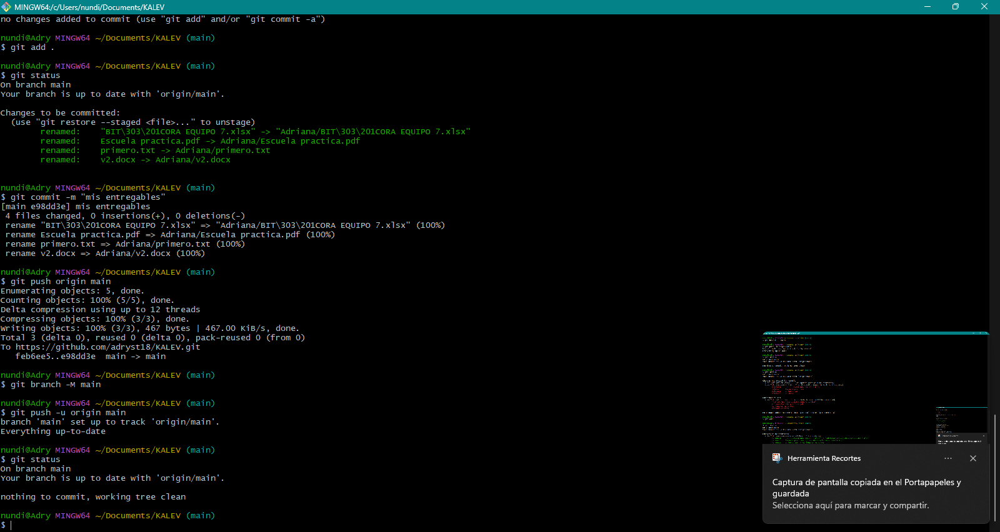 MINGW64:/c/Users/nundi/Documents/KALEV
no changes added to commit (use "git add" and/or "git commit -a")
nundi@Adry MINGW64 ~/Documents/KALEV (main)
$ git add .
nundi@Adry MINGW64 ~/Documents/KALEV (main)
$ git status
On branch main
Your branch is up to date with 'origin/main'.
Changes to be committed:
(use "git restore --staged <file>..." to unstage)
renamed: "BIT\303\201CORA EQUIPO 7.xlsx" -> "Adriana/BIT\303\201CORA EQUIPO 7.xlsx"
renamed: Escuela practica.pdf -> Adriana/Escuela practica.pdf
renamed: primero.txt -> Adriana/primero.txt
renamed: v2.docx -> Adriana/v2.docx
nundi@Adry MINGW64 ~/Documents/KALEV (main)
$ git commit -m "mis entregables"
[main e98dd3e] mis entregables
4 files changed, 0 insertions(+), 0 deletions(-)
rename "BIT\303\201CORA EQUIPO 7.xlsx" => "Adriana/BIT\303\201CORA EQUIPO 7.xlsx" (100%)
rename Escuela practica.pdf => Adriana/Escuela practica.pdf (100%)
rename primero.txt => Adriana/primero.txt (100%)
rename v2.docx => Adriana/v2.docx (100%)
nundi@Adry MINGW64 ~/Documents/KALEV (main)
$ git push origin main
Enumerating objects: 5, done.
Counting objects: 100% (5/5), done.
Delta compression using up to 12 threads
Compressing objects: 100% (3/3), done.
Writing objects: 100% (3/3), 467 bytes | 467.00 KiB/s, done.
Total 3 (delta 0), reused 0 (delta 0), pack-reused 0 (from 0)
To https://github.com/adryst18/KALEV.git
feb6ee5..e98dd3e main -> main
nundi@Adry MINGW64 ~/Documents/KALEV (main)
$ git branch -M main
nundi@Adry MINGW64 ~/Documents/KALEV (main)
$ git push -u origin main
branch 'main' set up to track 'origin/main'.
Everything up-to-date
nundi@Adry MINGW64 ~/Documents/KALEV (main)
$ git status
On branch main
Your branch is up to date with 'origin/main'.
nothing to commit, working tree clean
nundi@Adry MINGW64 ~/Documents/KALEV (main)
$
Herramienta Recortes
Captura de pantalla copiada en el Portapapeles y
guardada
Selecciona aquí para marcar y compartir.